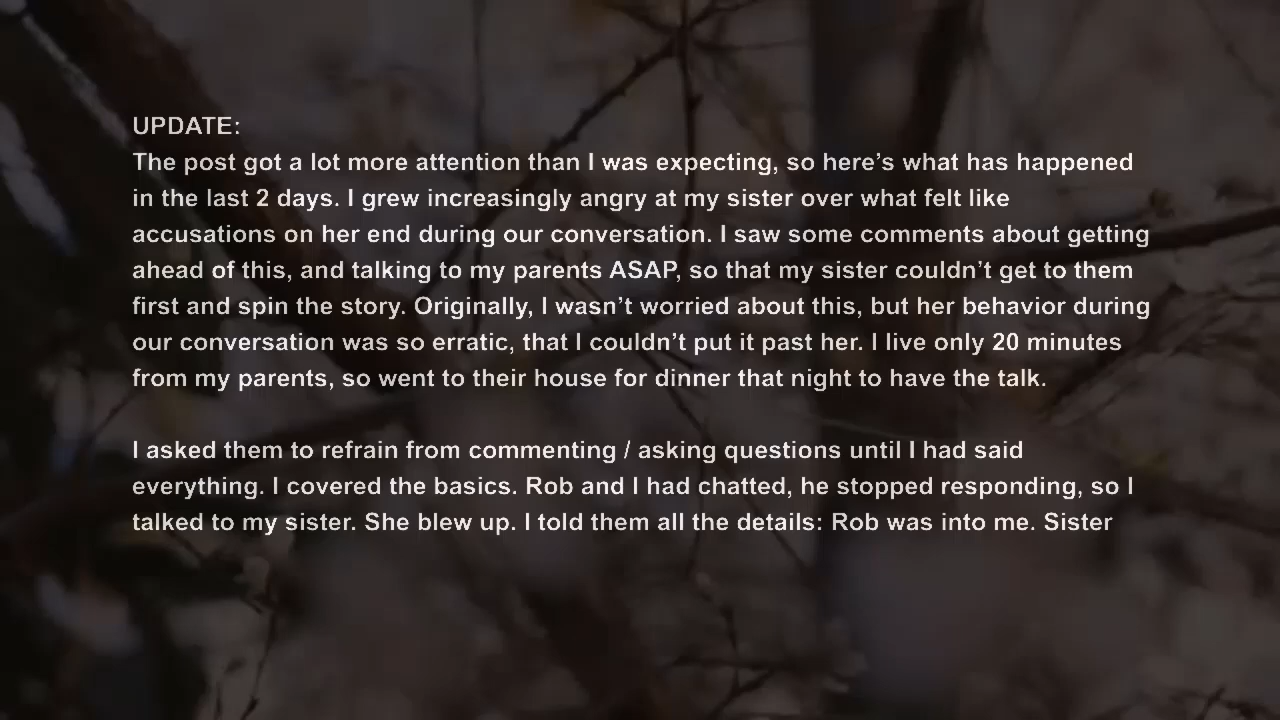 UPDATE:
The post got a lot more attention than I was expecting, so here’s what has happened
in the last 2 days. I grew increasingly angry at my sister over what felt like
accusations on her end during our conversation. I saw some comments about getting
ahead of this, and talking to my parents ASAP, so that my sister couldn’t get to them
first and spin the story. Originally, I wasn’t worried about this, but her behavior during
our conversation was so erratic, that I couldn’t put it past her. I live only 20 minutes
from my parents, so went to their house for dinner that night to have the talk.
I asked them to refrain from commenting / asking questions until I had said
everything. I covered the basics. Rob and I had chatted, he stopped responding, so I
talked to my sister. She blew up. I told them all the details: Rob was into me. Sister